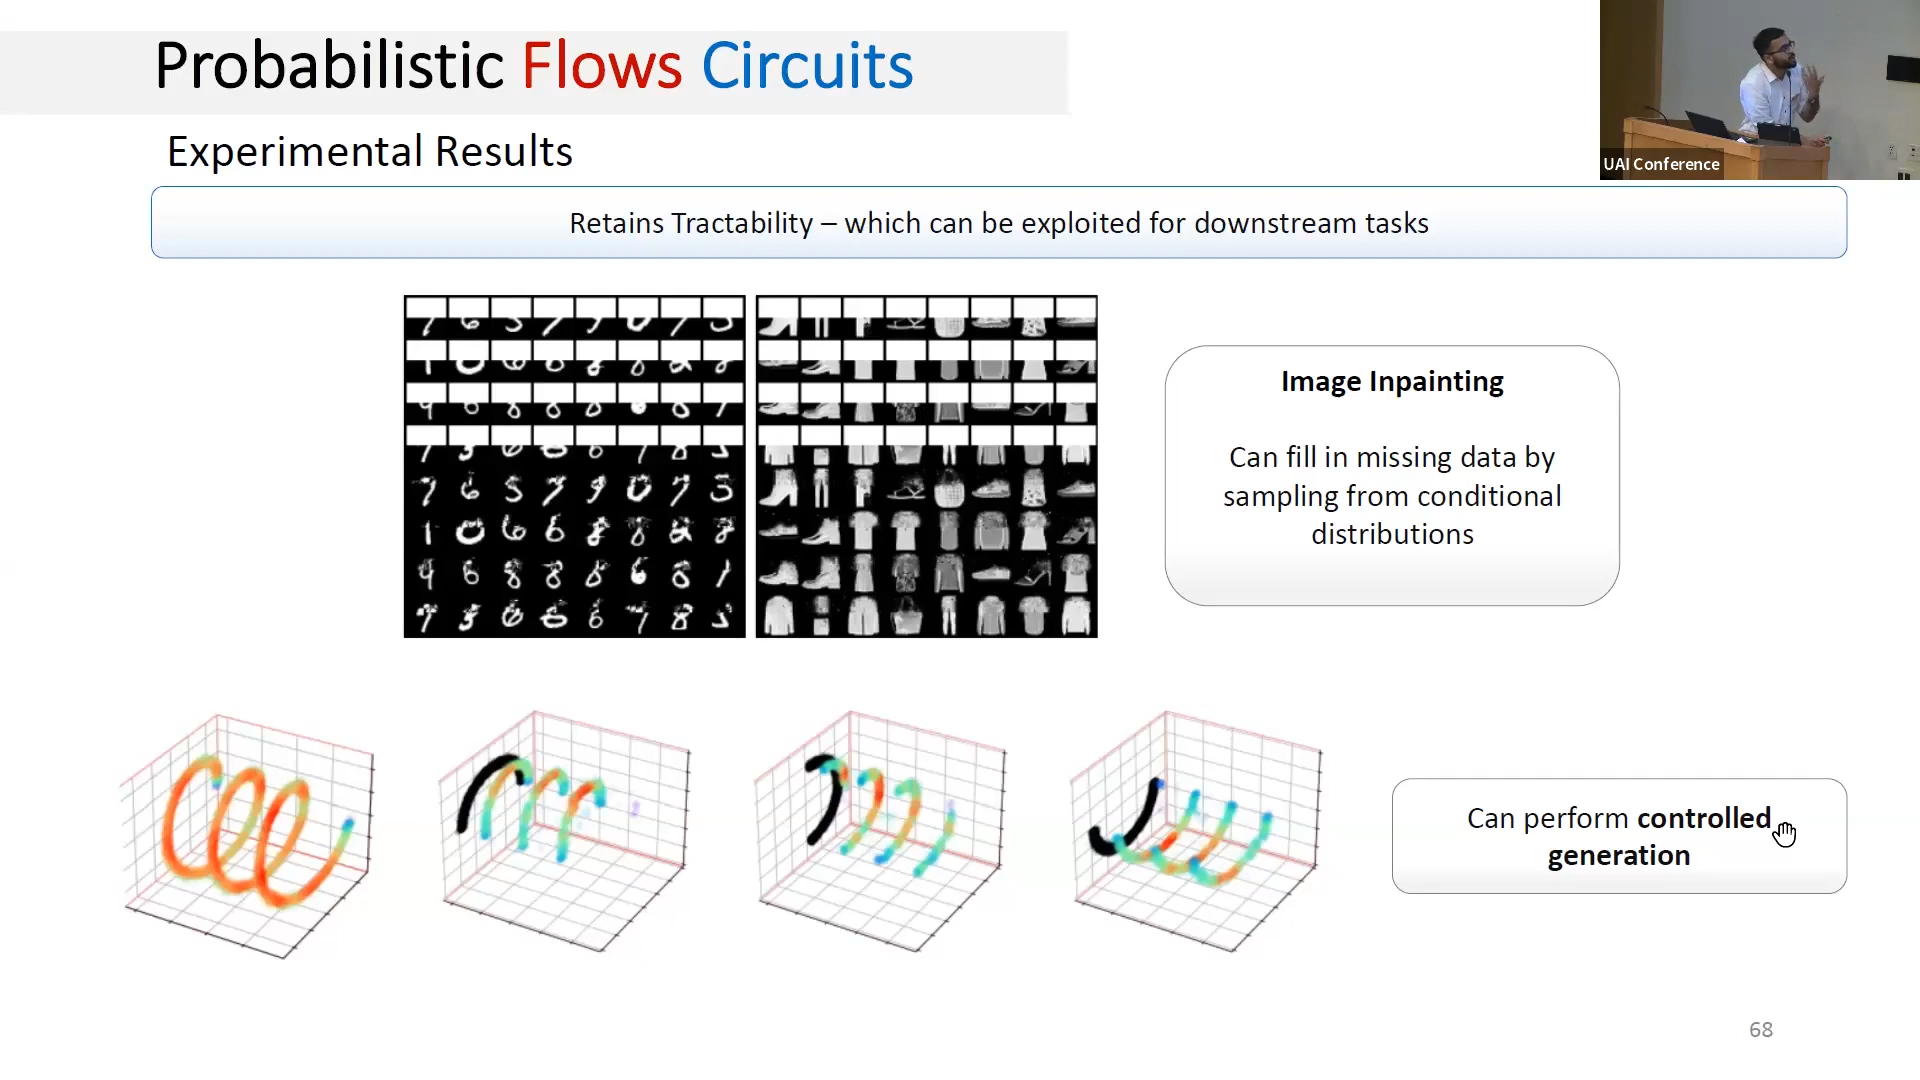 Probabilistic Flows Circuits
Experimental Results
UAI Conference
Retains Tractability – which can be exploited for downstream tasks
Image Inpainting
Can fill in missing data by
sampling from conditional
distributions
Can perform controlled
generation
68